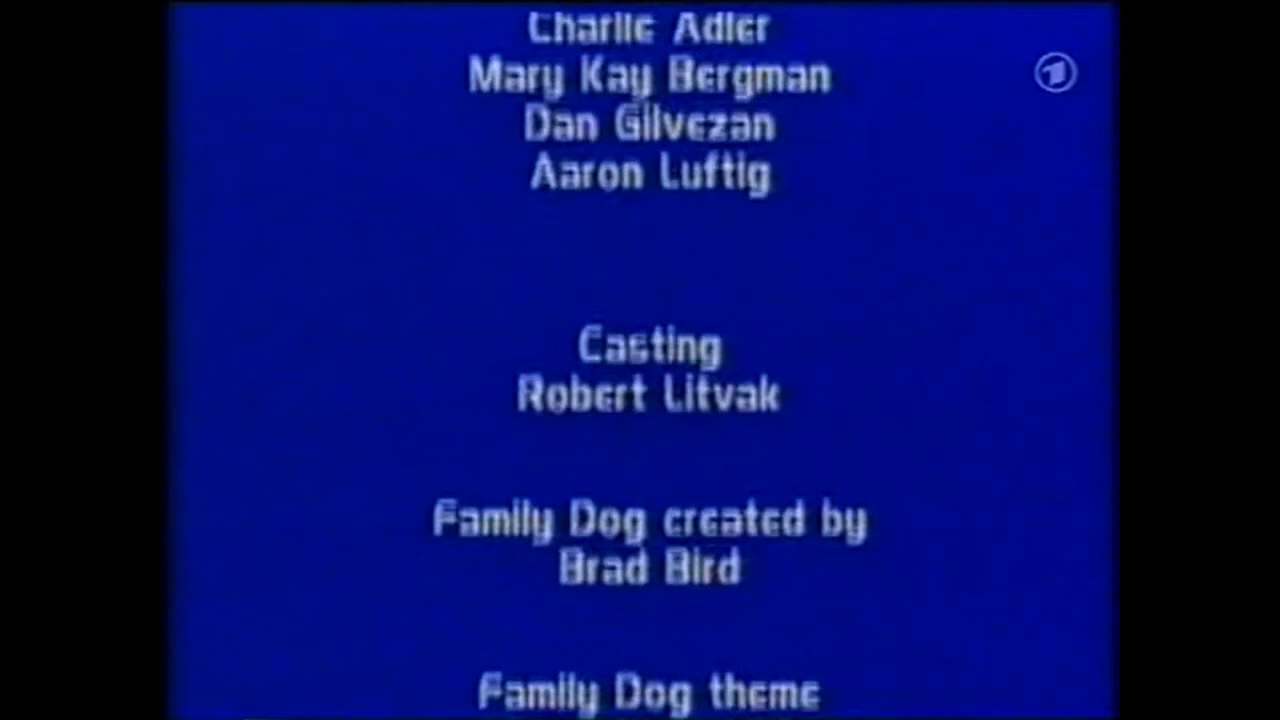 Charlie Adler
Mary Kay Bergman
Dan Gilvezan
Aaron Luftig
Casting
Robert Litvak
Family Dog created by
Brad Bird
Family Dog theme